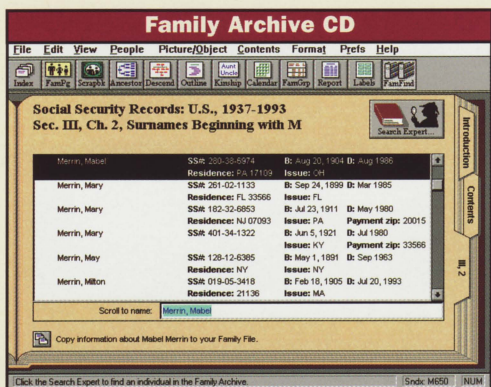 Family Archive CD
File Edit View People Picture/Object Contents Format Prefs Help
Index FamPg Scrapbk Ancestor Descend Outline Kinship Calendar FamGrp Report Labels FamFind
Aunt
Uncle
Social Security Records: U.S., 1937-1993
Sec. III, Ch. 2, Surnames Beginning with M
Search Expert...
Introduction
Contents
III, 2
Merrin, Mabel SS#: 280-38-6974 B: Aug 20, 1904 D: Aug 1986
Residence: PA 17109 Issue: OH
Merrin, Mary SS#: 261-02-1133 B: Sep 24, 1899 D: Mar 1985
Residence: FL 33566 Issue: FL
Merrin, Mary SS#: 182-32-6853 B: Jul 23, 1911 D: May 1980
Residence: NJ 07093 Issue: PA Payment zip: 20015
Merrin, Mary SS#: 401-34-1322 B: Jun 5, 1921 D: Jul 1980
Issue: KY Payment zip: 33566
Merrin, May SS#: 128-12-6385 B: May 1, 1891 D: Sep 1963
Residence: NY Issue: NY
Merrin, Milton SS#: 019-05-3418 B: Feb 18, 1905 D: Jul 20, 1993
Residence: 21136 Issue: MA
Scroll to name: Merrin, Mabel
Copy information about Mabel Merrin to your Family File.
Click the Search Expert to find an individual in the Family Archive. Sndx: M650 NUM